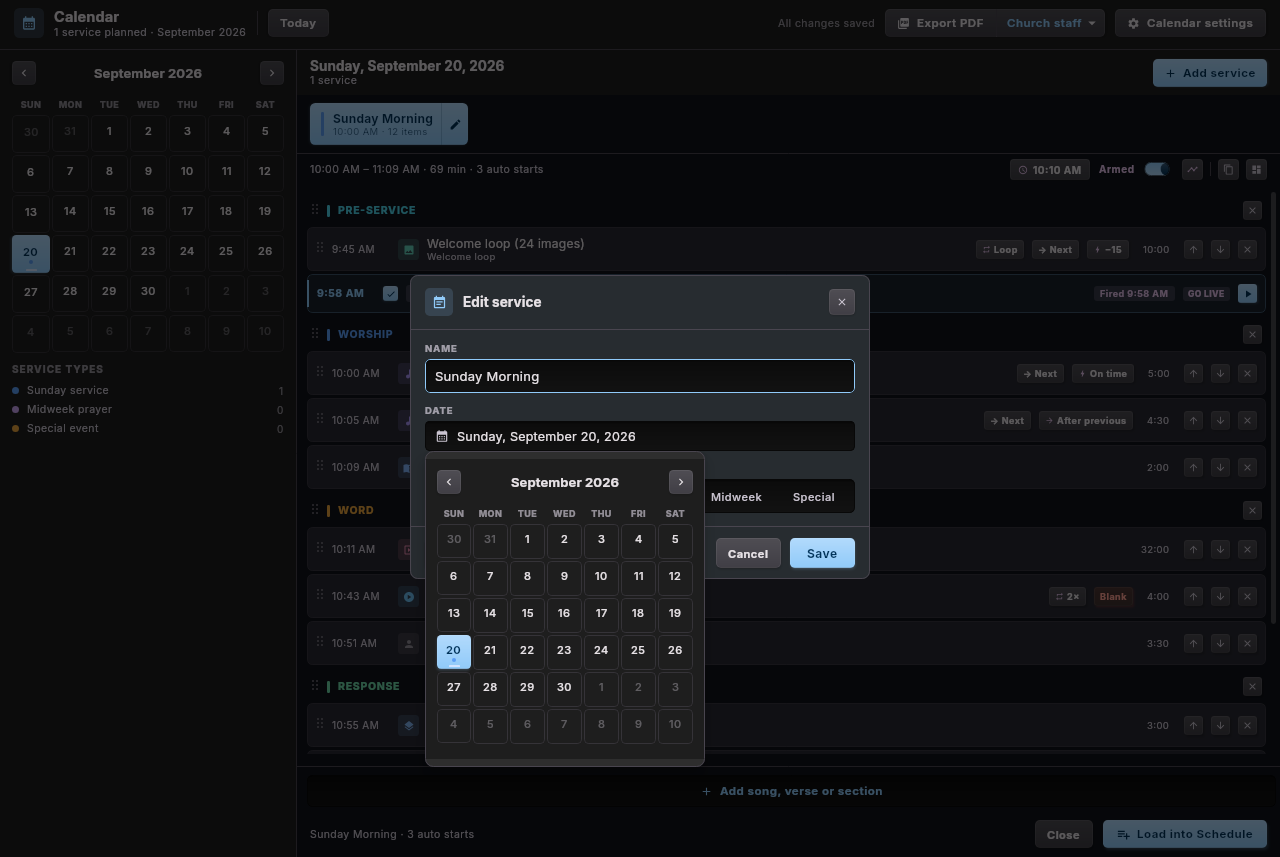 Calendar
1 service planned · September 2026
Today
All changes saved
Export PDF
Church staff
Calendar settings
September 2026
SUN MON TUE WED THU FRI SAT
30 31 1 2 3 4 5
6 7 8 9 10 11 12
13 14 15 16 17 18 19
20 21 22 23 24 25 26
27 28 29 30 1 2 3
4 5 6 7 8 9 10
SERVICE TYPES
Sunday service 1
Midweek prayer 0
Special event 0
Sunday, September 20, 2026
1 service
Add service
Sunday Morning
10:00 AM · 12 items
10:00 AM – 11:09 AM · 69 min · 3 auto starts
10:10 AM
Armed
PRE-SERVICE
9:45 AM Welcome loop (24 images)
Welcome loop
Loop Next −15 10:00
9:58 AM Fired 9:58 AM GO LIVE
WORSHIP
10:00 AM Next On time 5:00
10:05 AM Next After previous 4:30
10:09 AM 2:00
WORD
10:11 AM 32:00
10:43 AM 2× Blank 4:00
10:51 AM 3:30
RESPONSE
10:55 AM 3:00
Edit service
NAME
Sunday Morning
DATE
Sunday, September 20, 2026
September 2026
SUN MON TUE WED THU FRI SAT
30 31 1 2 3 4 5
6 7 8 9 10 11 12
13 14 15 16 17 18 19
20 21 22 23 24 25 26
27 28 29 30 1 2 3
4 5 6 7 8 9 10
Midweek Special
Cancel Save
Add song, verse or section
Sunday Morning · 3 auto starts
Close
Load into Schedule